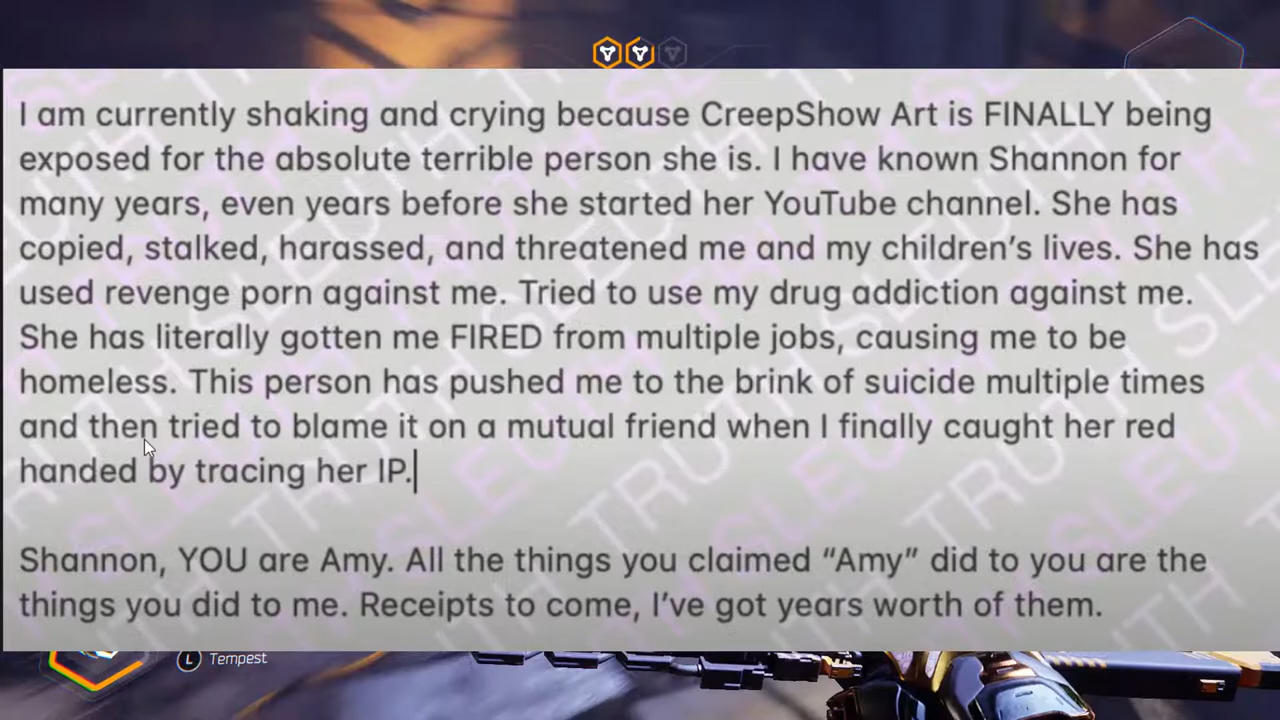 I am currently shaking and crying because CreepShow Art is FINALLY being
exposed for the absolute terrible person she is. I have known Shannon for
many years, even years before she started her YouTube channel. She has
copied, stalked, harassed, and threatened me and my children's lives. She has
used revenge porn against me. Tried to use my drug addiction against me.
She has literally gotten me FIRED from multiple jobs, causing me to be
homeless. This person has pushed me to the brink of suicide multiple times
and then tried to blame it on a mutual friend when I finally caught her red
handed by tracing her IP.
Shannon, YOU are Amy. All the things you claimed “Amy” did to you are the
things you did to me. Receipts to come, I've got years worth of them.
L Tempest
TRUTH SLEUTH